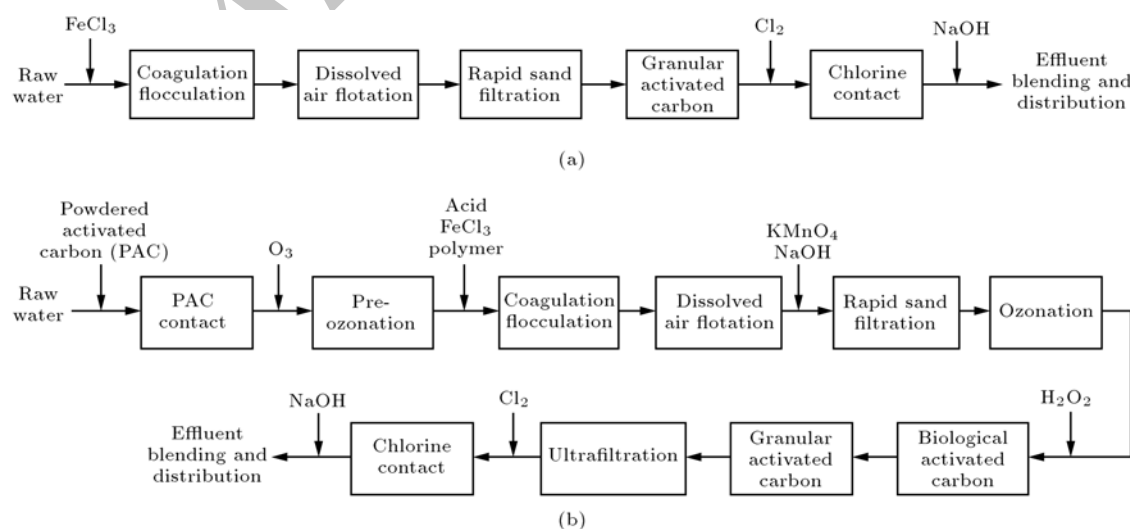 FeCl₃
Cl₂
NaOH
Raw
water
Coagulation
flocculation
Dissolved
air flotation
Rapid sand
filtration
Granular
activated
carbon
Chlorine
contact
Effluent
blending and
distribution
(a)
Powdered
activated
carbon (PAC)
O₃
Acid
FeCl₃
polymer
KMnO₄
NaOH
Raw
water
PAC
contact
Pre-
ozonation
Coagulation
flocculation
Dissolved
air flotation
Rapid sand
filtration
Ozonation
H₂O₂
Biological
activated
carbon
Granular
activated
carbon
Ultrafiltration
Cl₂
Chlorine
contact
NaOH
Effluent
blending and
distribution
(b)